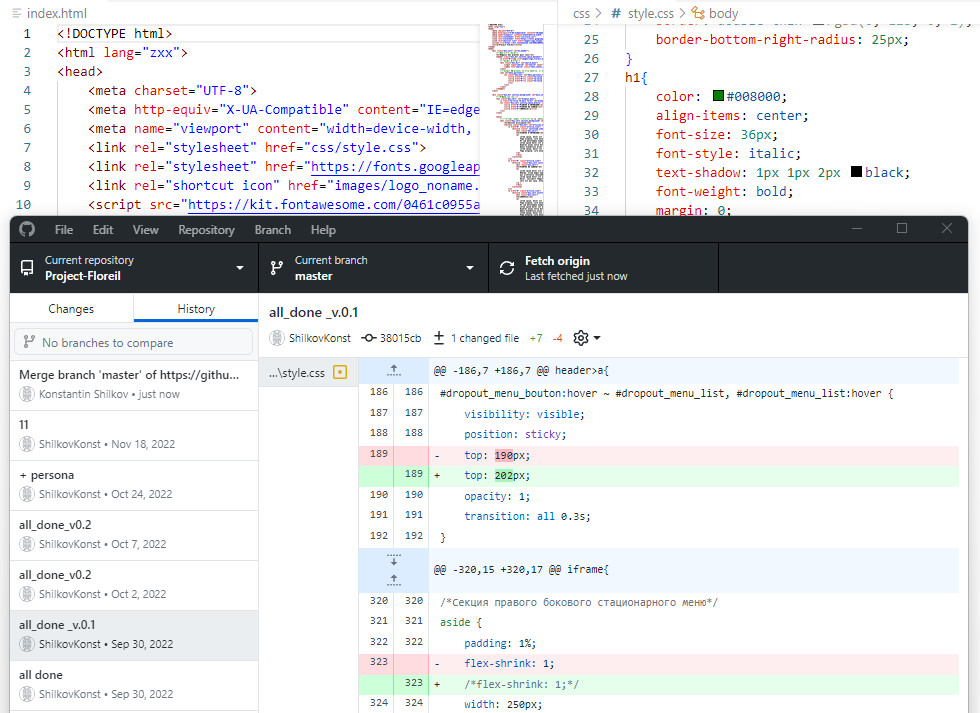 index.html
1 <!DOCTYPE html>
2 <html lang="zxx">
3 <head>
4 <meta charset="UTF-8">
5 <meta http-equiv="X-UA-Compatible" content="IE=edge
6 <meta name="viewport" content="width=device-width,
7 <link rel="stylesheet" href="css/style.css">
8 <link rel="stylesheet" href="https://fonts.googleap
9 <link rel="shortcut icon" href="images/logo_noname.
10 <script src="https://kit.fontawesome.com/0461c0955a
css > # style.css > body
25 border-bottom-right-radius: 25px;
26 }
27 h1{
28 color: #008000;
29 align-items: center;
30 font-size: 36px;
31 font-style: italic;
32 text-shadow: 1px 1px 2px black;
33 font-weight: bold;
34 margin: 0;
File Edit View Repository Branch Help
Current repository
Project-Floreil
Current branch
master
Fetch origin
Last fetched just now
Changes History
No branches to compare
Merge branch 'master' of https://githu...
Konstantin Shilkov • just now
11
ShilkovKonst • Nov 18, 2022
+ persona
ShilkovKonst • Oct 24, 2022
all_done_v0.2
ShilkovKonst • Oct 7, 2022
all_done_v0.2
ShilkovKonst • Oct 2, 2022
all_done _v.0.1
ShilkovKonst • Sep 30, 2022
all done
ShilkovKonst • Sep 30, 2022
all_done _v.0.1
ShilkovKonst 38015cb 1 changed file +7 -4
...\style.css
@@ -186,7 +186,7 @@ header>a{
186 186 #dropout_menu_bouton:hover ~ #dropout_menu_list, #dropout_menu_list:hover {
187 187 visibility: visible;
188 188 position: sticky;
189 - top: 190px;
189 + top: 202px;
190 190 opacity: 1;
191 191 transition: all 0.3s;
192 192 }
@@ -320,15 +320,17 @@ iframe{
320 320 /*Секция правого бокового стационарного меню*/
321 321 aside {
322 322 padding: 1%;
323 - flex-shrink: 1;
323 + /*flex-shrink: 1;*/
324 324 width: 250px;